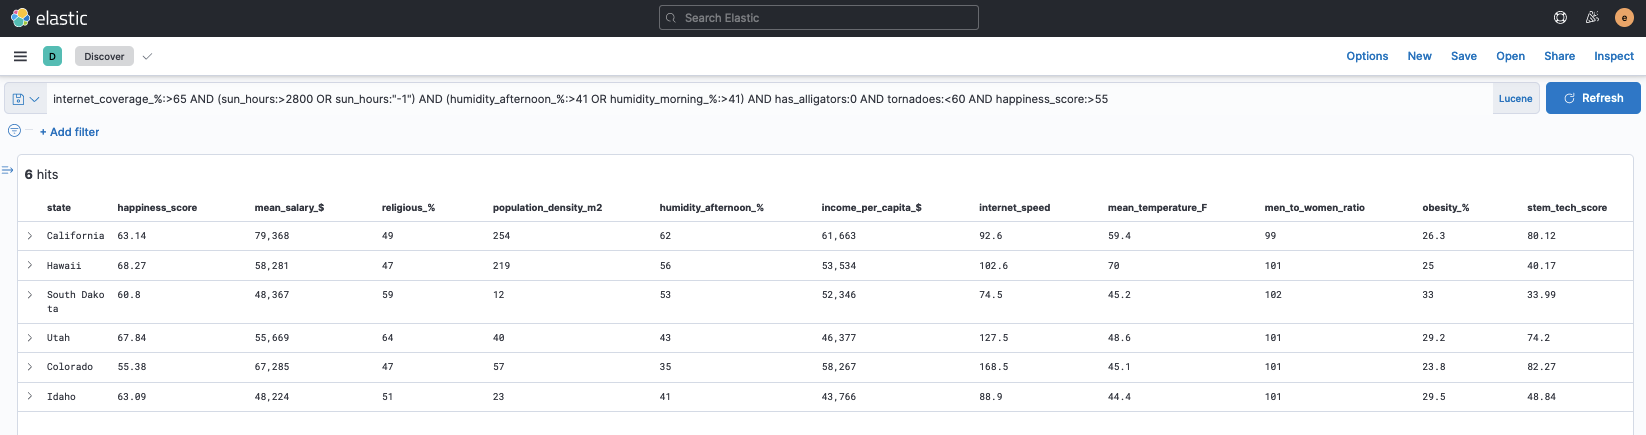 elastic
Search Elastic
e
D Discover
Options New Save Open Share Inspect
internet_coverage_%:>65 AND (sun_hours:>2800 OR sun_hours:"-1") AND (humidity_afternoon_%:>41 OR humidity_morning_%:>41) AND has_alligators:0 AND tornadoes:<60 AND happiness_score:>55
Lucene
Refresh
+ Add filter
6 hits
state happiness_score mean_salary_$ religious_% population_density_m2 humidity_afternoon_% income_per_capita_$ internet_speed mean_temperature_F men_to_women_ratio obesity_% stem_tech_score
California 63.14 79,368 49 254 62 61,663 92.6 59.4 99 26.3 80.12
Hawaii 68.27 58,281 47 219 56 53,534 102.6 70 101 25 40.17
South Dako 60.8 48,367 59 12 53 52,346 74.5 45.2 102 33 33.99
ta
Utah 67.84 55,669 64 40 43 46,377 127.5 48.6 101 29.2 74.2
Colorado 55.38 67,285 47 57 35 58,267 168.5 45.1 101 23.8 82.27
Idaho 63.09 48,224 51 23 41 43,766 88.9 44.4 101 29.5 48.84